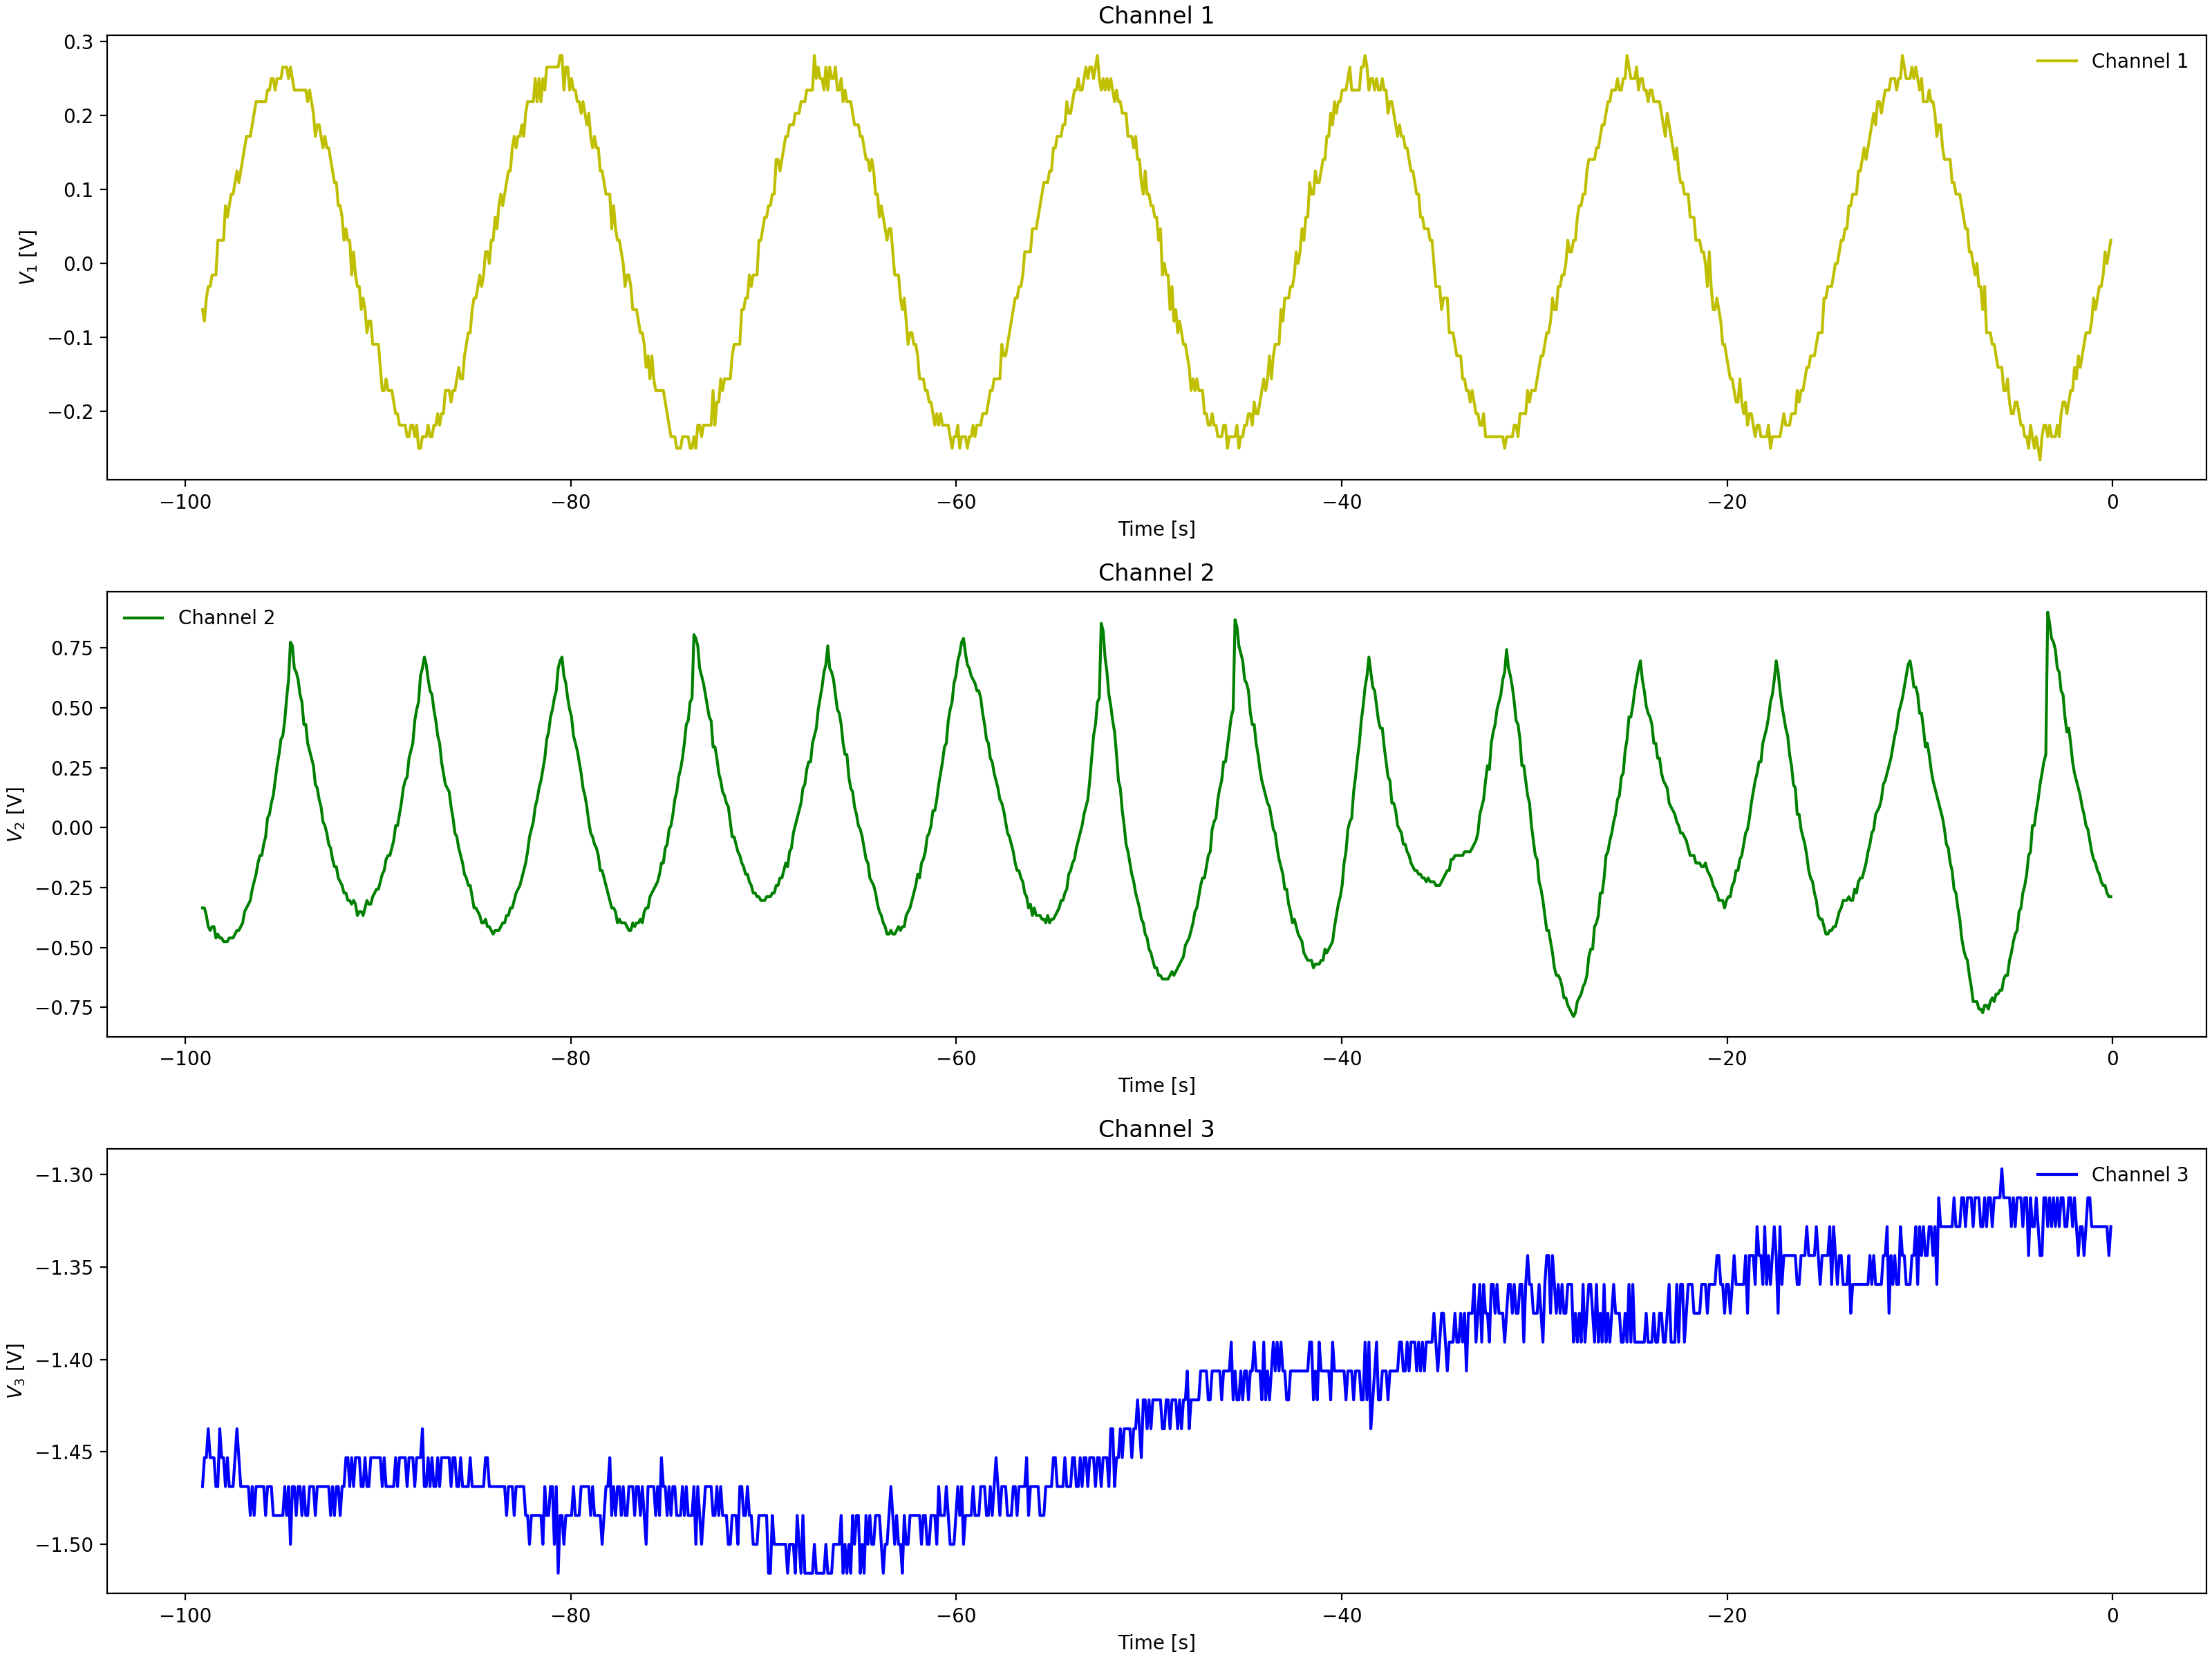 Channel 1
0.3
0.2
0.1
0.0
−0.1
−0.2
V1 [V]
Channel 1
−100 −80 −60 −40 −20 0
Time [s]
Channel 2
0.75
0.50
0.25
0.00
−0.25
−0.50
−0.75
V2 [V]
Channel 2
−100 −80 −60 −40 −20 0
Time [s]
Channel 3
−1.30
−1.35
−1.40
−1.45
−1.50
V3 [V]
Channel 3
−100 −80 −60 −40 −20 0
Time [s]